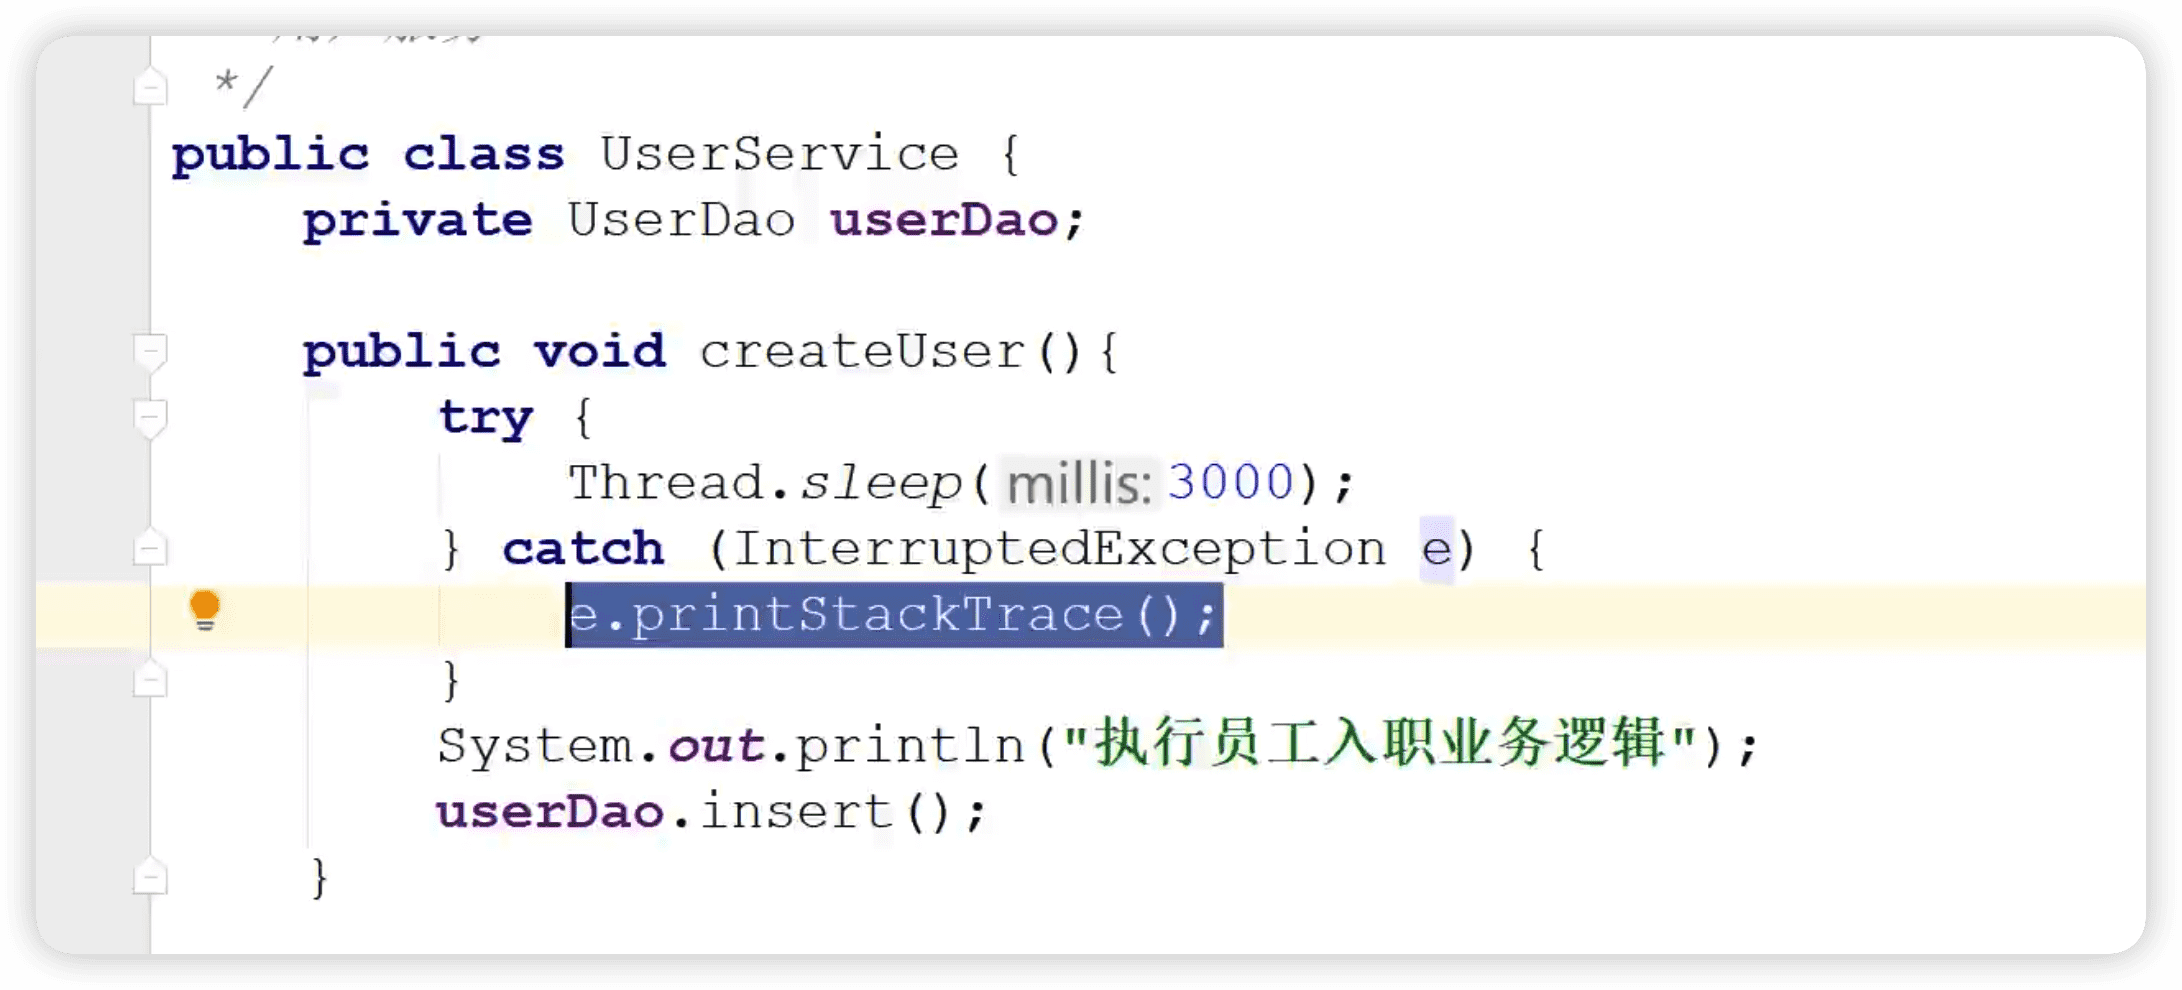 */
public class UserService {
private UserDao userDao;
public void createUser(){
try {
Thread.sleep( millis: 3000);
} catch (InterruptedException e) {
e.printStackTrace();
}
System.out.println("执行员工入职业务逻辑");
userDao.insert();
}